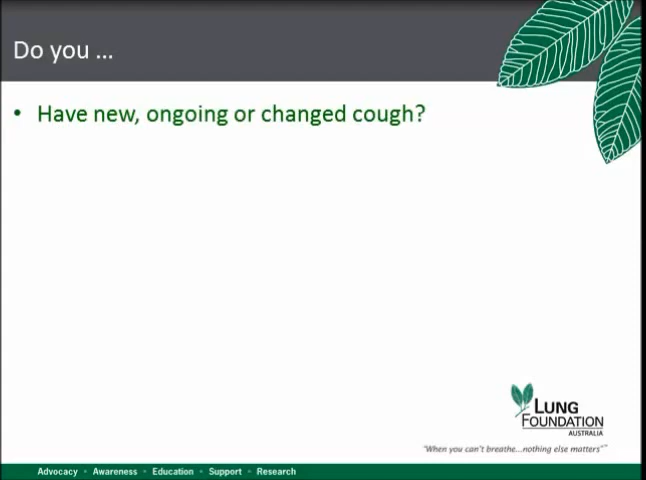 Do you ...
• Have new, ongoing or changed cough?
LUNG
FOUNDATION
AUSTRALIA
"When you can't breathe...nothing else matters"™
Advocacy • Awareness • Education • Support • Research